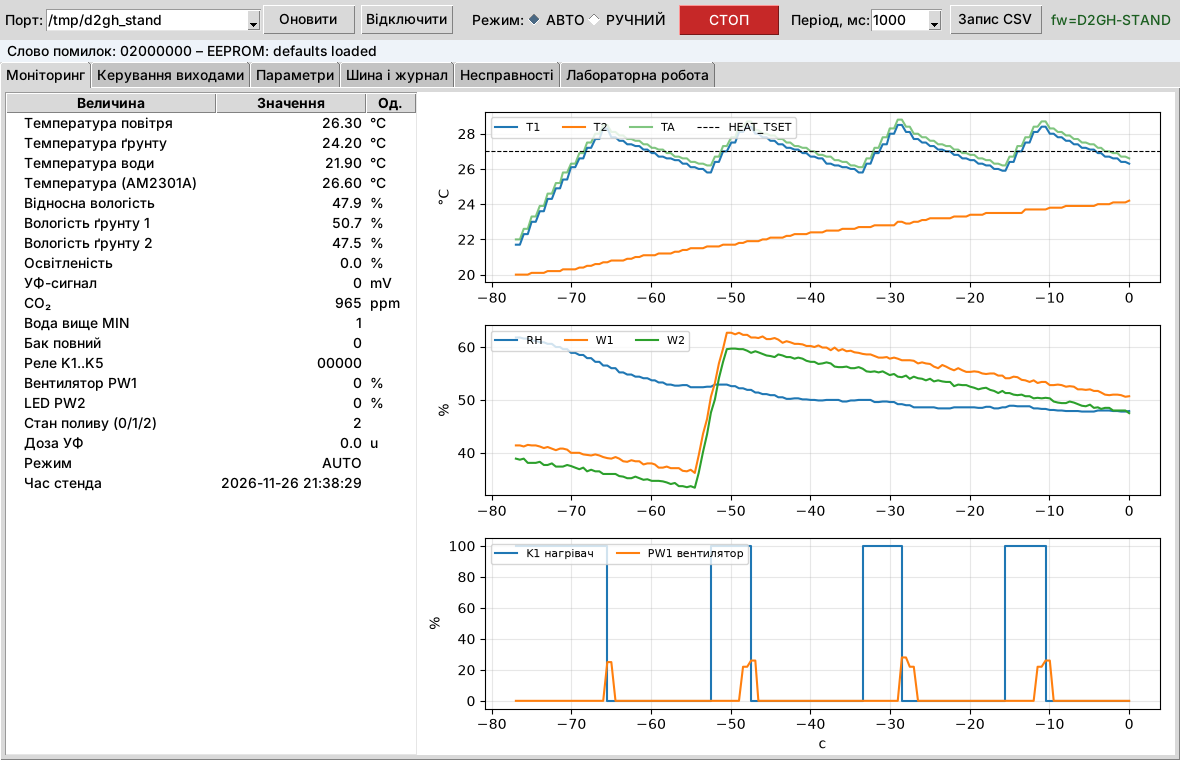 Порт: /tmp/d2gh_stand Оновити Відключити Режим: АВТО РУЧНИЙ СТОП Період, мс: 1000 Запис CSV fw=D2GH-STAND
Слово помилок: 02000000 – EEPROM: defaults loaded
Моніторинг Керування виходами Параметри Шина і журнал Несправності Лабораторна робота
Величина Значення Од.
Температура повітря 26.30 °C
Температура ґрунту 24.20 °C
Температура води 21.90 °C
Температура (AM2301A) 26.60 °C
Відносна вологість 47.9 %
Вологість ґрунту 1 50.7 %
Вологість ґрунту 2 47.5 %
Освітленість 0.0 %
УФ-сигнал 0 mV
CO₂ 965 ppm
Вода вище MIN 1
Бак повний 0
Реле K1..K5 00000
Вентилятор PW1 0 %
LED PW2 0 %
Стан поливу (0/1/2) 2
Доза УФ 0.0 u
Режим AUTO
Час стенда 2026-11-26 21:38:29
T1 T2 TA HEAT_TSET
28
26
24
22
20
°C
−80 −70 −60 −50 −40 −30 −20 −10 0
RH W1 W2
60
50
40
%
−80 −70 −60 −50 −40 −30 −20 −10 0
K1 нагрівач PW1 вентилятор
100
80
60
40
20
0
%
−80 −70 −60 −50 −40 −30 −20 −10 0
с